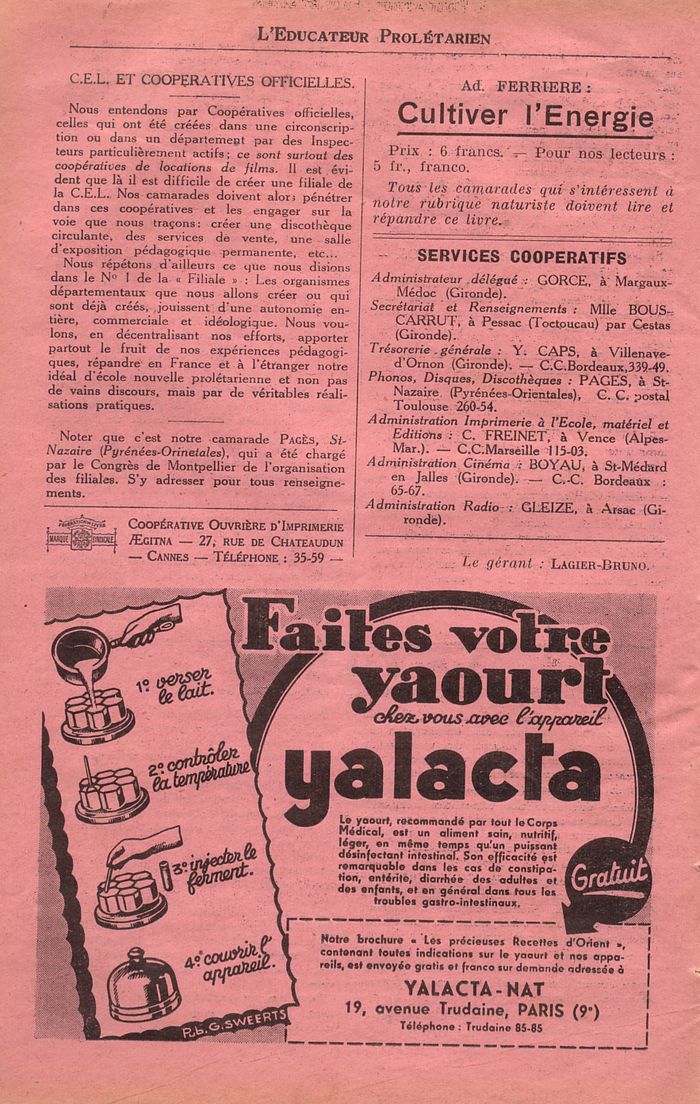 L'Educateur Prolétarien
C.E.L. ET COOPERATIVES OFFICIELLES.
Nous entendons par Coopératives officielles,
celles qui ont été créées dans une circonscrip-
tion ou dans un département par des Inspec-
teurs particulièrement actifs ; ce sont surtout des
coopératives de locations de films. Il est évi-
dent que là il est difficile de créer une filiale de
la C.E.L. Nos camarades doivent alors pénétrer
dans ces coopératives et les engager sur la
voie que nous traçons: créer une discothèque
circulante, des services de vente, une salle
d'exposition pédagogique permanente, etc...
Nous répétons d'ailleurs ce que nous disions
dans le N° 1 de la « Filiale » : Les organismes
départementaux que nous allons créer ou qui
sont déjà créés, jouissent d'une autonomie en-
tière, commerciale et idéologique. Nous vou-
lons, en décentralisant nos efforts, apporter
partout le fruit de nos expériences pédagogi-
ques, répandre en France et à l'étranger notre
idéal d'école nouvelle prolétarienne et non pas
de vains discours, mais par de véritables réali-
sations pratiques.
Noter que c'est notre camarade Pagès, St-
Nazaire (Pyrénées-Orinetales), qui a été chargé
par le Congrès de Montpellier de l'organisation
des filiales. S'y adresser pour tous renseigne-
ments.
MARQUE SYNDICALE
Coopérative Ouvrière d'Imprimerie
Ægitna — 27, rue de Chateaudun
— Cannes — Téléphone : 35-59 —
Ad. FERRIERE :
Cultiver l'Energie
Prix : 6 francs. — Pour nos lecteurs :
5 fr., franco.
Tous les camarades qui s'intéressent à
notre rubrique naturiste doivent lire et
répandre ce livre.
SERVICES COOPERATIFS
Administrateur délégué : GORCE, à Margaux-
Médoc (Gironde).
Secrétariat et Renseignements : Mlle BOUS-
CARRUT, à Pessac (Toctoucau) par Cestas
(Gironde).
Trésorerie générale : Y. CAPS, à Villenave-
d'Ornon (Gironde). — C.C.Bordeaux,339-49.
Phonos, Disques, Discothèques : PAGES, à St-
Nazaire (Pyrénées-Orientales), C. C. postal
Toulouse 260-54.
Administration Imprimerie à l'Ecole, matériel et
Editions : C. FREINET, à Vence (Alpes-
Mar.). — C.C.Marseille 115-03.
Administration Cinéma : BOYAU, à St-Médard
en Jalles (Gironde). — C.-C. Bordeaux :
65-67.
Administration Radio : GLEIZE, à Arsac (Gi-
ronde).
Le gérant : Lagier-Bruno.
Faites votre
yaourt
chez vous avec l'appareil
yalacta
1° verser
le lait.
2° contrôler
la température
3° injecter le
ferment.
4° couvrir l'
appareil.
Rob. G. SWEERTS
Le yaourt, recommandé par tout le Corps
Médical, est un aliment sain, nutritif,
léger, en même temps qu'un puissant
désinfectant intestinal. Son efficacité est
remarquable dans les cas de constipa-
tion, entérite, diarrhée des adultes et
des enfants, et en général dans tous les
troubles gastro-intestinaux.
Gratuit
Notre brochure « Les précieuses Recettes d'Orient »,
contenant toutes indications sur le yaourt et nos appa-
reils, est envoyée gratis et franco sur demande adressée à
YALACTA-NAT
19, avenue Trudaine, PARIS (9e)
Téléphone : Trudaine 85-85